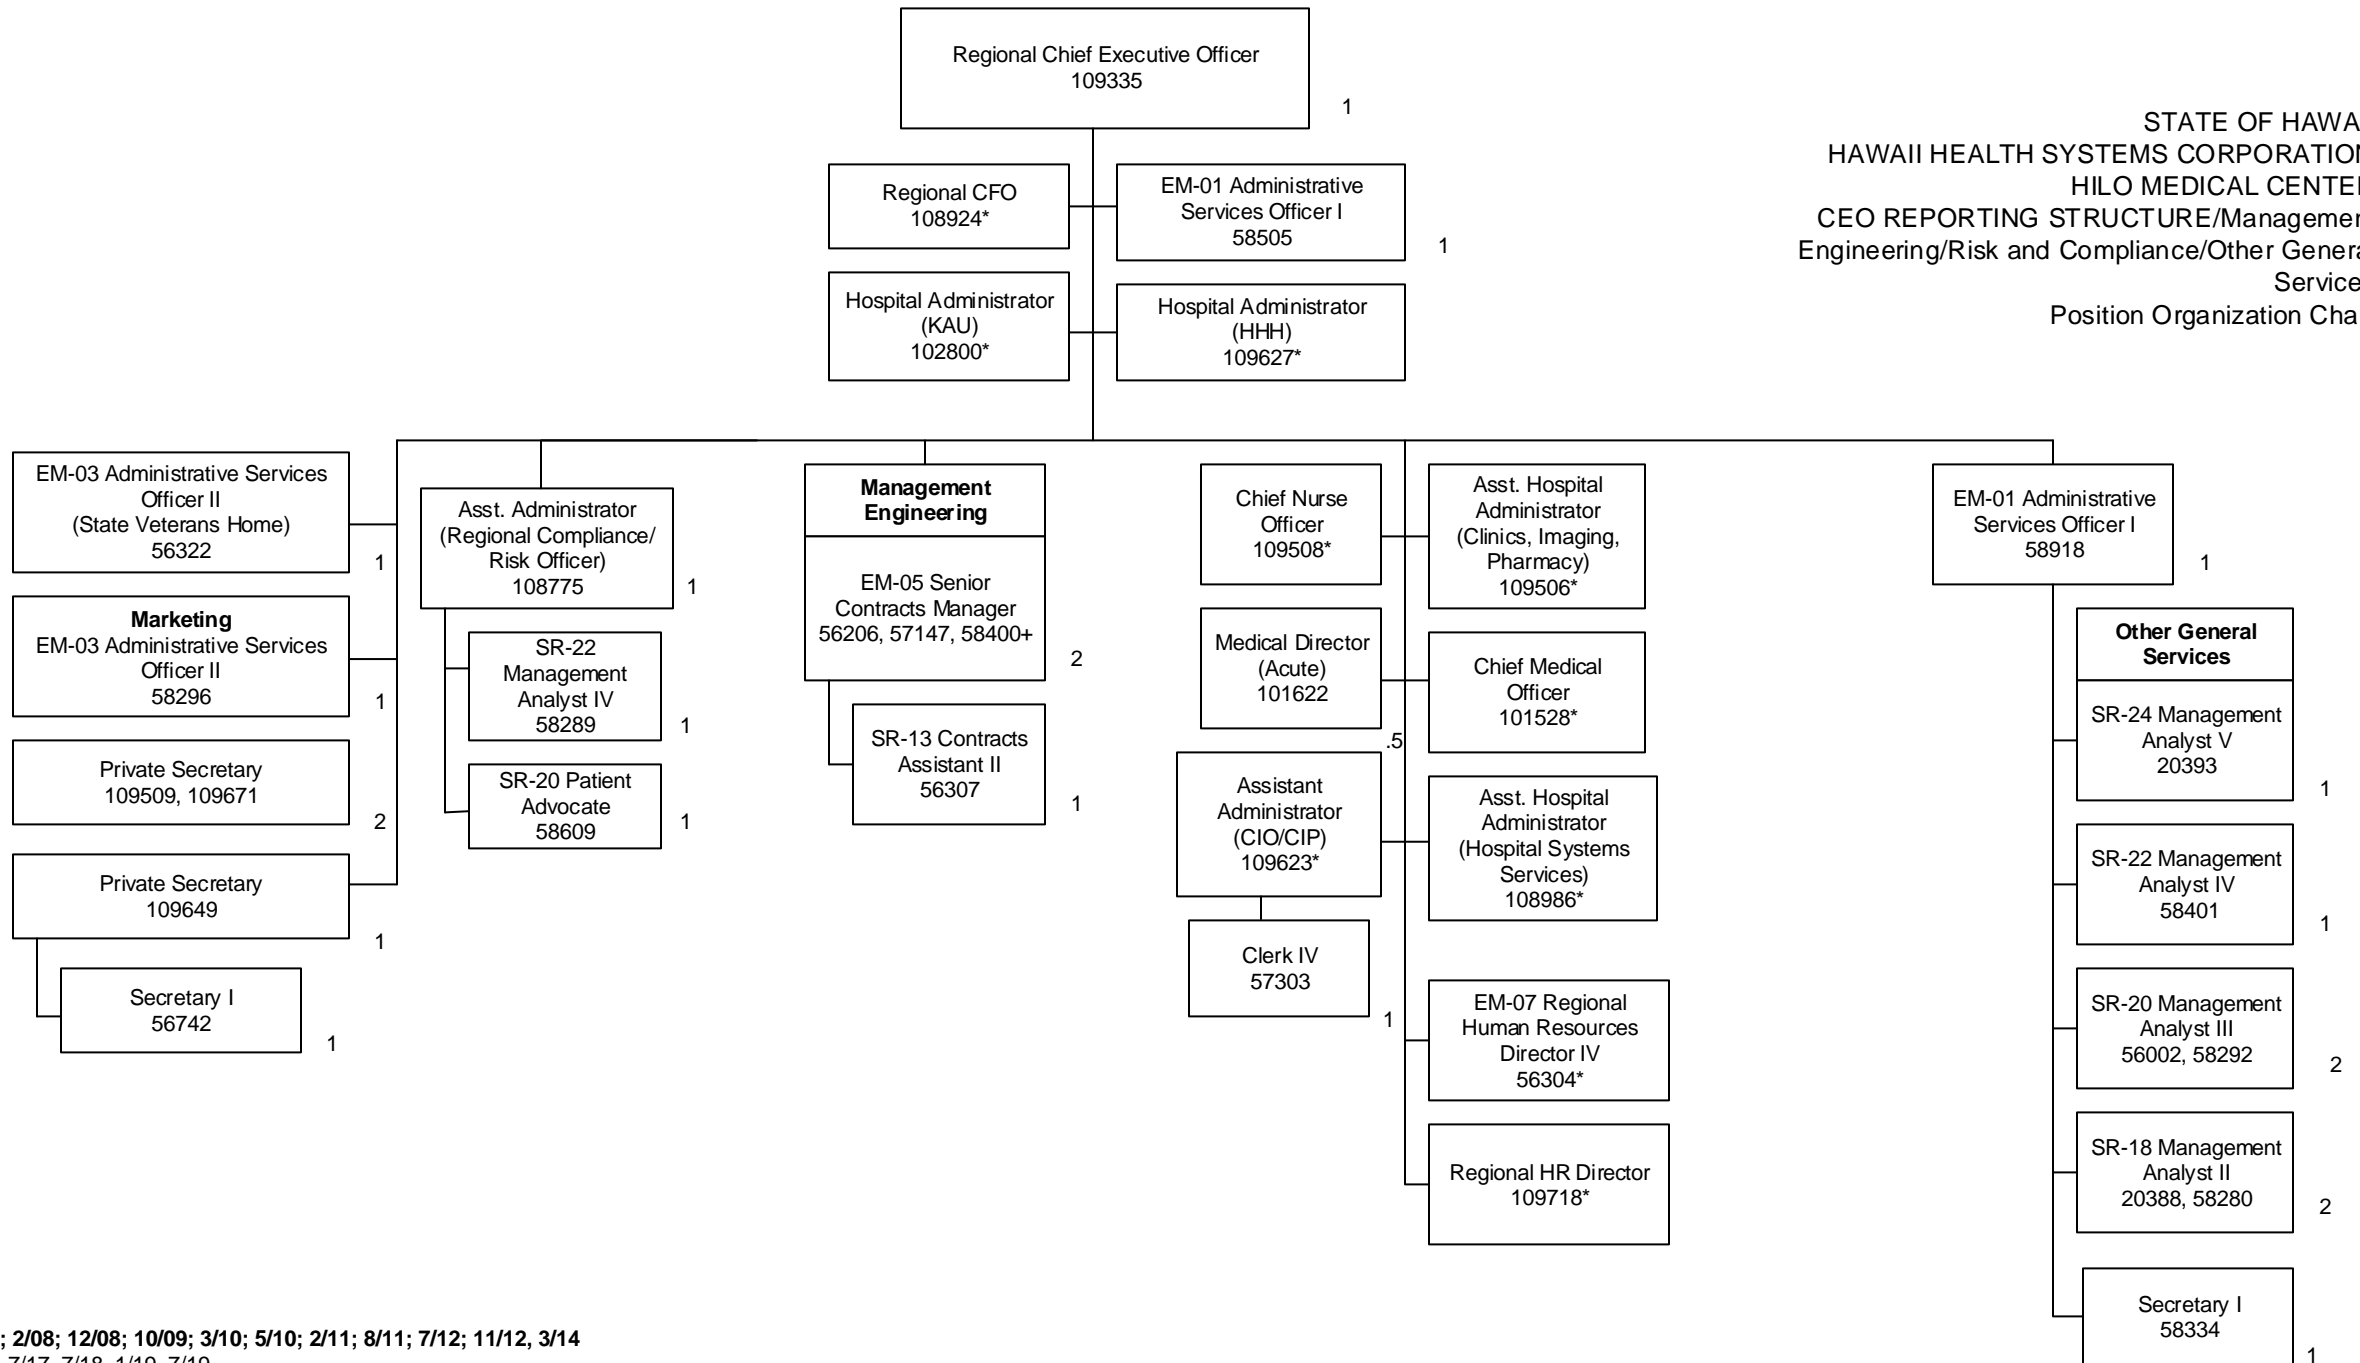 Regional Chief Executive Officer
109335
1
STATE OF HAWA
HAWAII HEALTH SYSTEMS CORPORATION
HILO MEDICAL CENTE
CEO REPORTING STRUCTURE/Managemen
Engineering/Risk and Compliance/Other Genera
Service
Position Organization Cha
Regional CFO
108924*
EM-01 Administrative
Services Officer I
58505
1
Hospital Administrator
(KAU)
102800*
Hospital Administrator
(HHH)
109627*
EM-03 Administrative Services
Officer II
(State Veterans Home)
56322
1
Marketing
EM-03 Administrative Services
Officer II
58296
1
Private Secretary
109509, 109671
2
Private Secretary
109649
1
Secretary I
56742
1
Asst. Administrator
(Regional Compliance/
Risk Officer)
108775
1
SR-22
Management
Analyst IV
58289
1
SR-20 Patient
Advocate
58609
1
Management
Engineering
EM-05 Senior
Contracts Manager
56206, 57147, 58400+
2
SR-13 Contracts
Assistant II
56307
1
Chief Nurse
Officer
109508*
Asst. Hospital
Administrator
(Clinics, Imaging,
Pharmacy)
109506*
Medical Director
(Acute)
101622
.5
Chief Medical
Officer
101528*
Assistant
Administrator
(CIO/CIP)
109623*
Asst. Hospital
Administrator
(Hospital Systems
Services)
108986*
Clerk IV
57303
1
EM-07 Regional
Human Resources
Director IV
56304*
Regional HR Director
109718*
EM-01 Administrative
Services Officer I
58918
1
Other General
Services
SR-24 Management
Analyst V
20393
1
SR-22 Management
Analyst IV
58401
1
SR-20 Management
Analyst III
56002, 58292
2
SR-18 Management
Analyst II
20388, 58280
2
Secretary I
58334
1
; 2/08; 12/08; 10/09; 3/10; 5/10; 2/11; 8/11; 7/12; 11/12, 3/14
7/17, 7/18, 1/19, 7/19